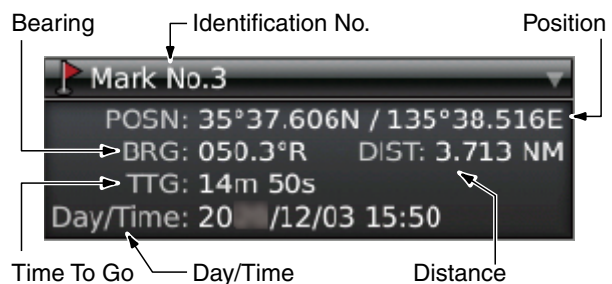 Bearing Identification No. Position
Mark No.3
POSN: 35°37.606N / 135°38.516E
BRG: 050.3°R DIST: 3.713 NM
TTG: 14m 50s
Day/Time: 20 /12/03 15:50
Time To Go Day/Time Distance